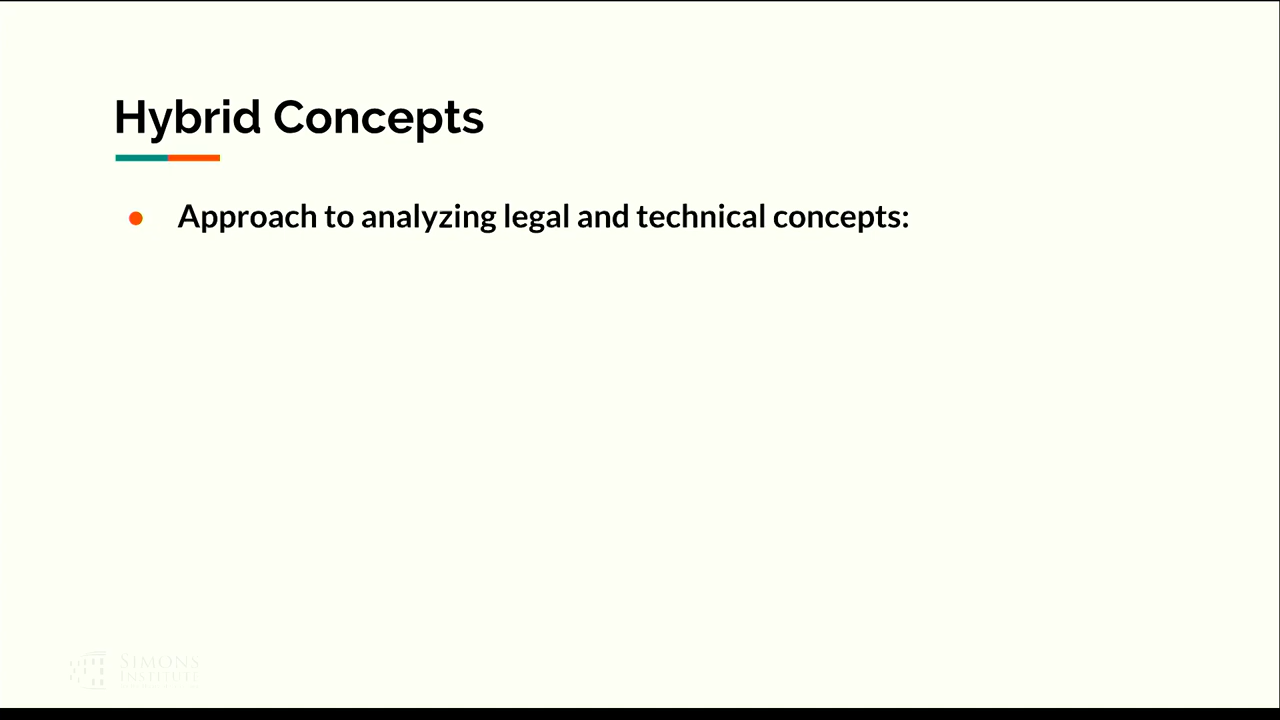 Hybrid Concepts
● Approach to analyzing legal and technical concepts:
SIMONS
INSTITUTE